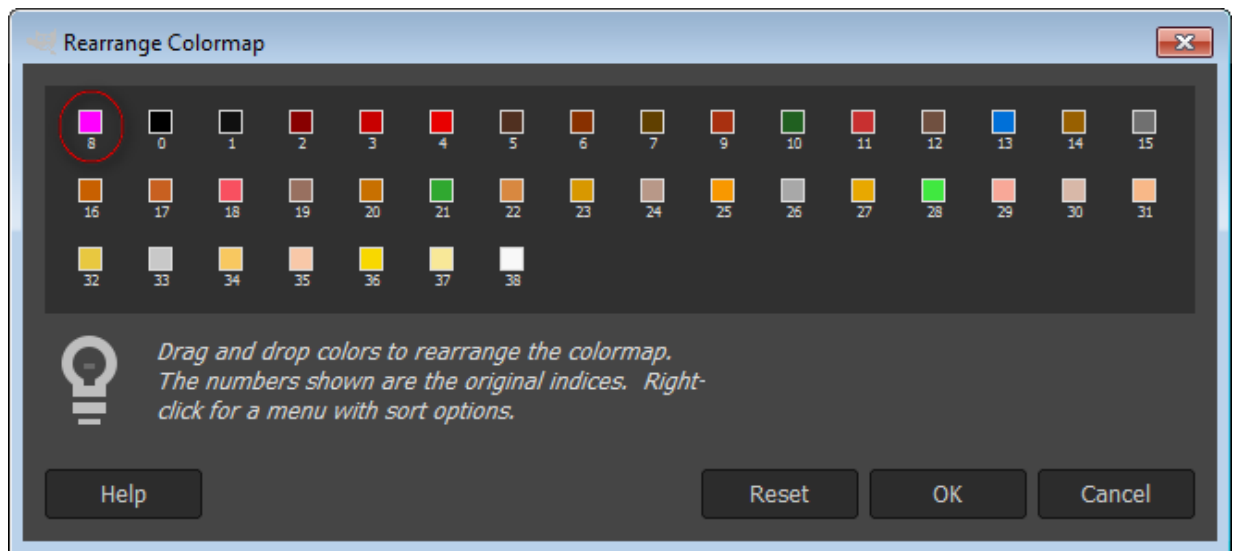 Rearrange Colormap
8 0 1 2 3 4 5 6 7 9 10 11 12 13 14 15
16 17 18 19 20 21 22 23 24 25 26 27 28 29 30 31
32 33 34 35 36 37 38
Drag and drop colors to rearrange the colormap.
The numbers shown are the original indices. Right-
click for a menu with sort options.
Help Reset OK Cancel